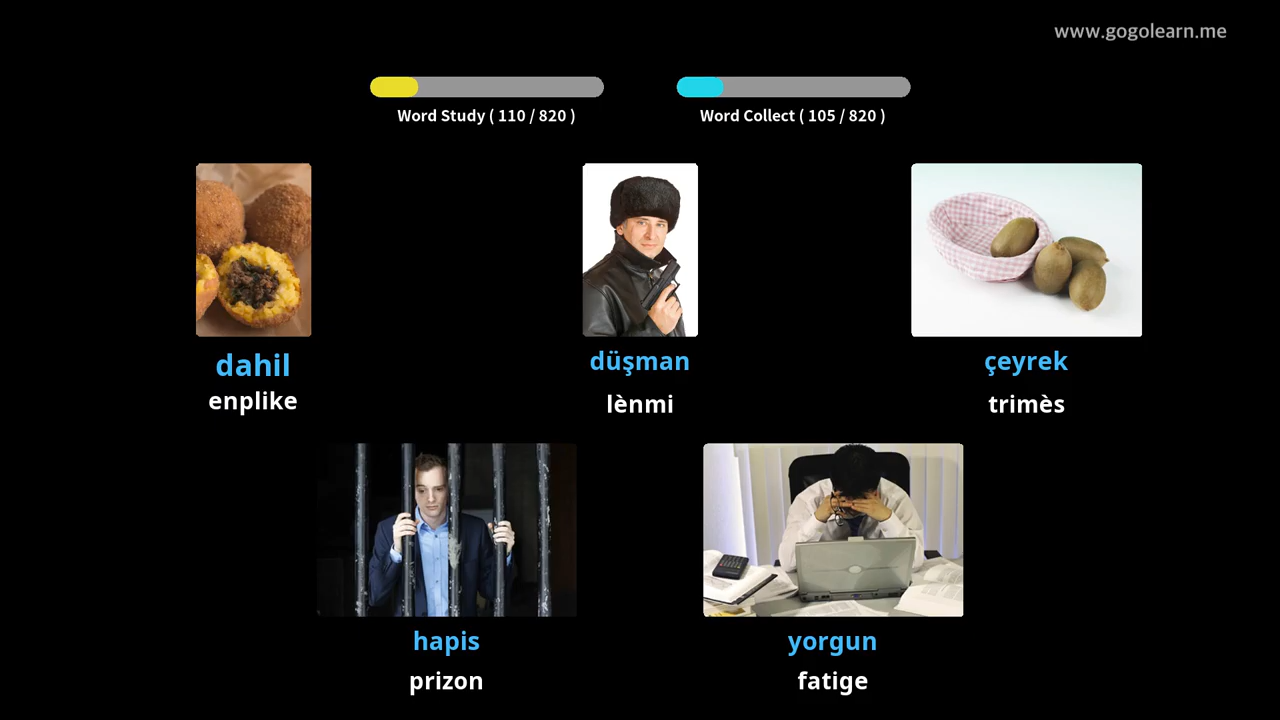 www.gogolearn.me
Word Study ( 110 / 820 )
Word Collect ( 105 / 820 )
dahil
enplike
düşman
lènmi
çeyrek
trimès
hapis
prizon
yorgun
fatige